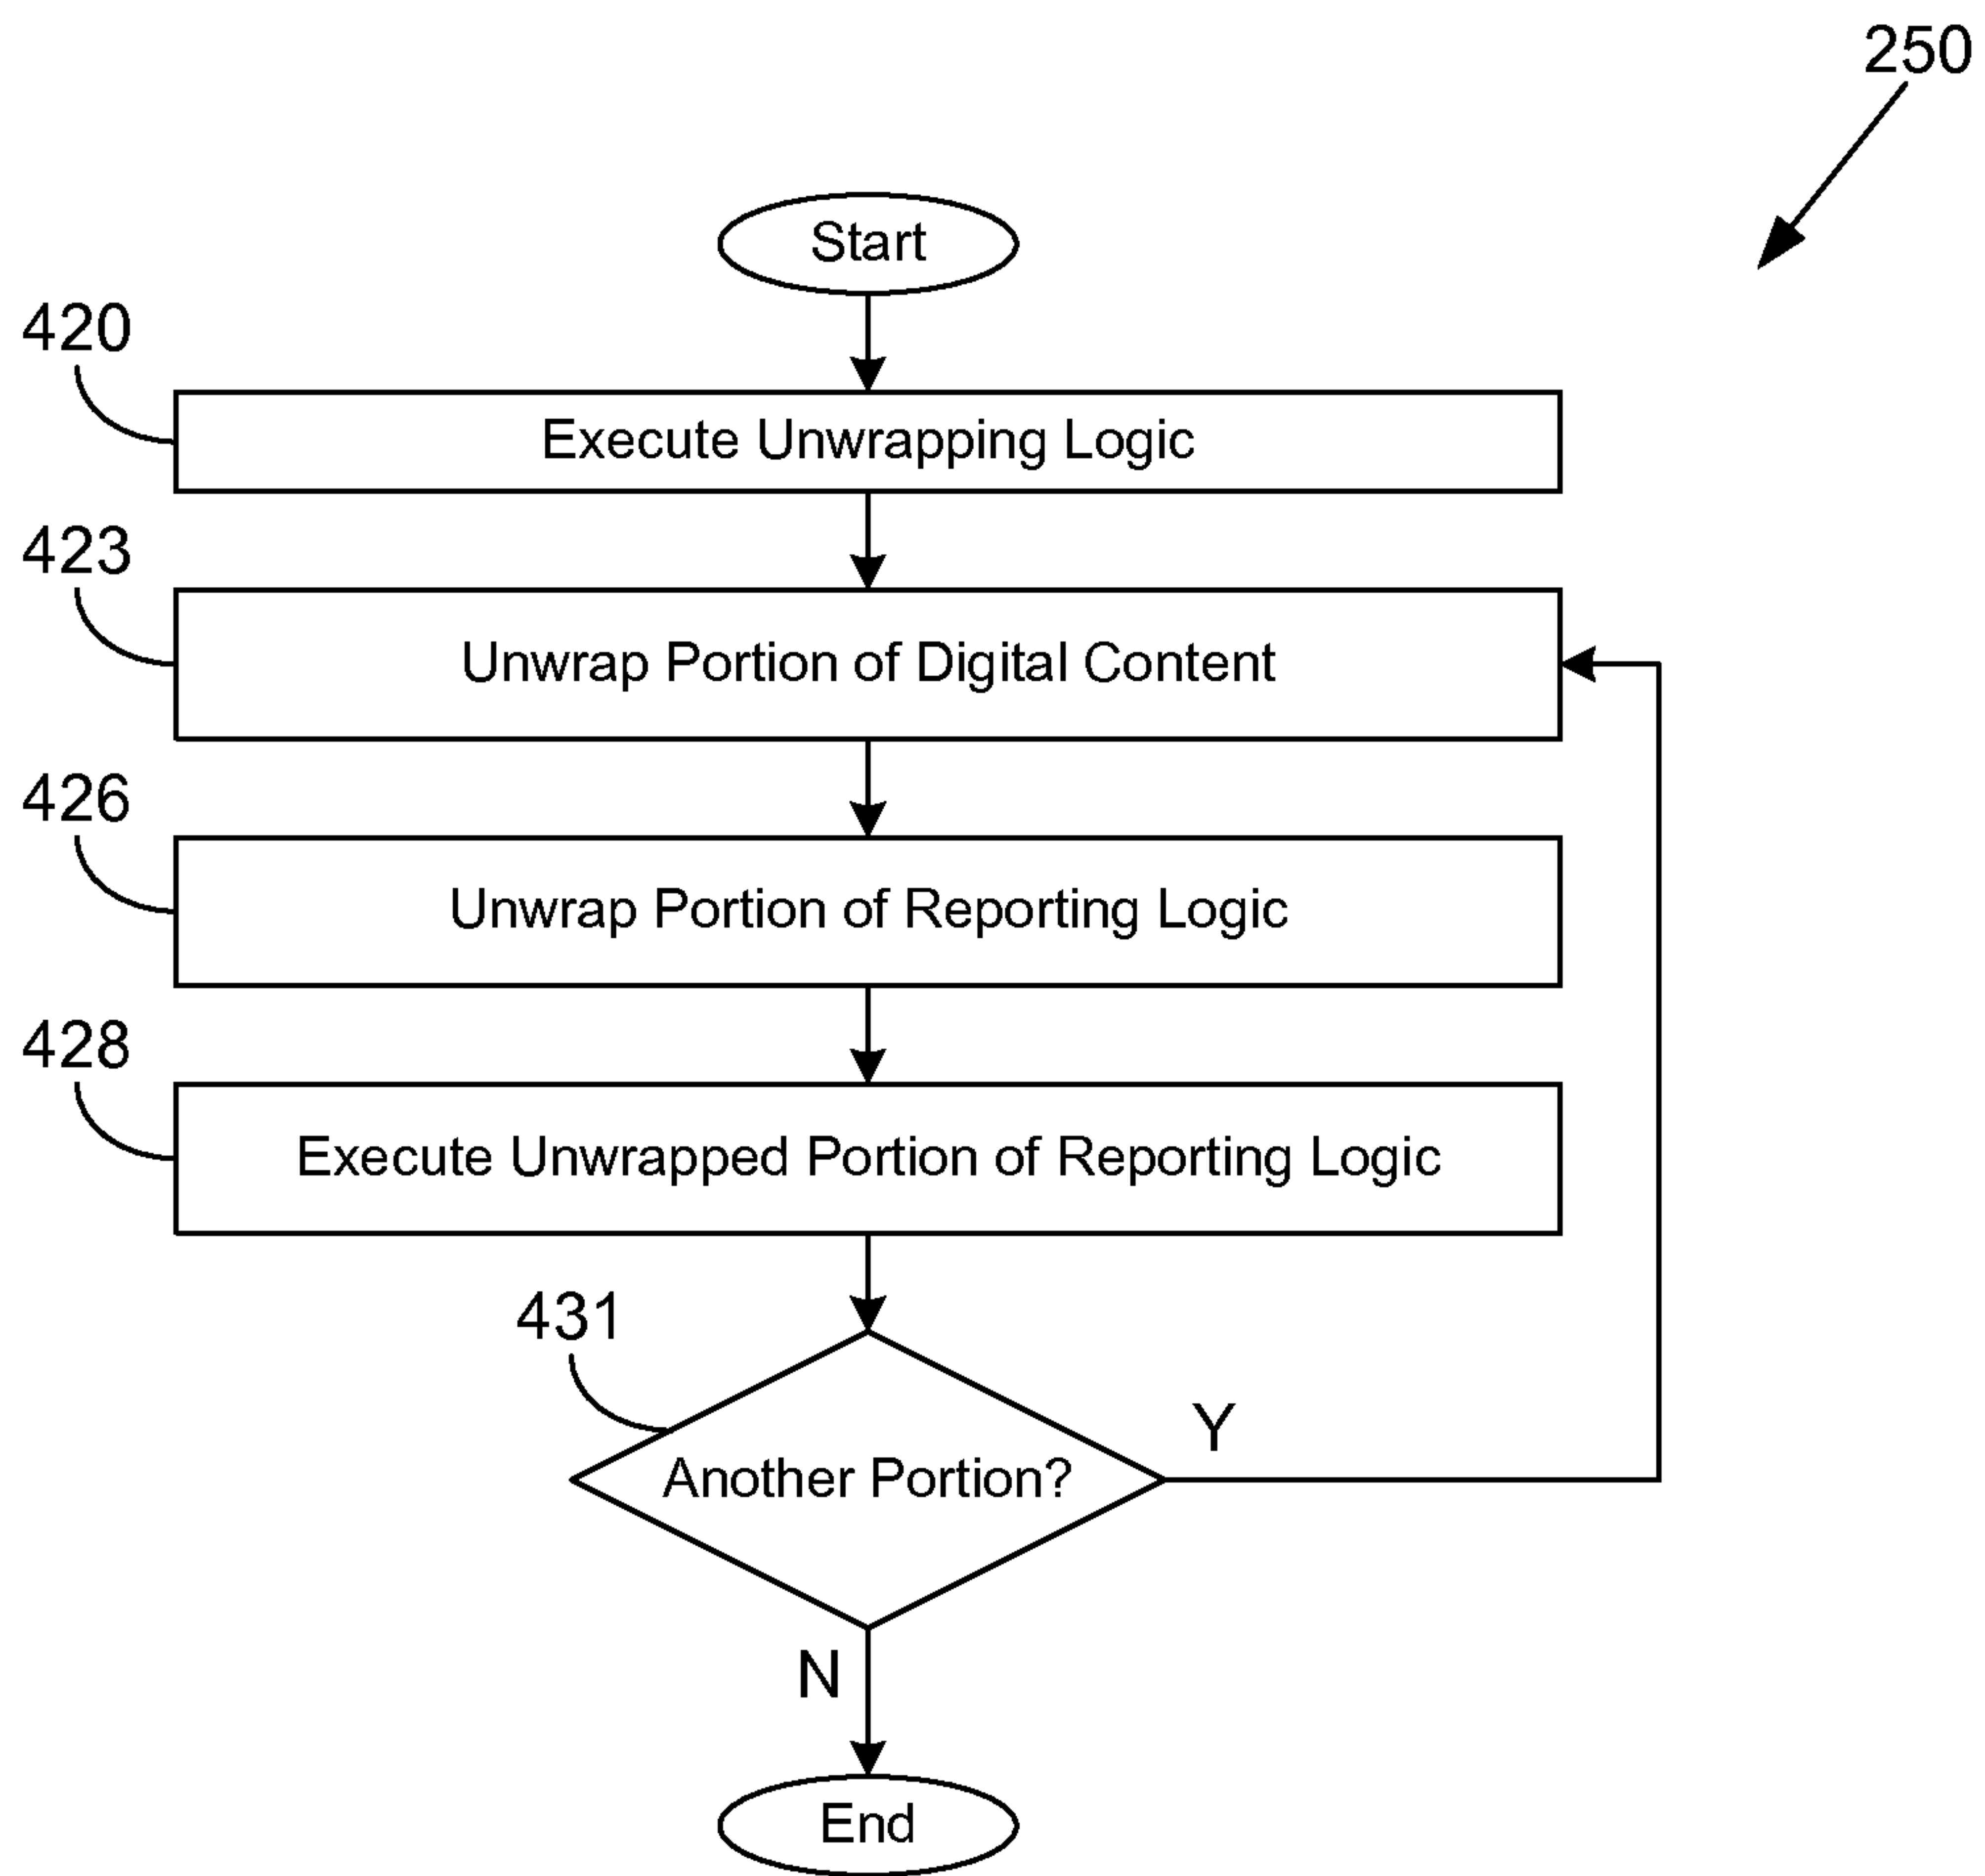 250
Start
420
Execute Unwrapping Logic
423
Unwrap Portion of Digital Content
426
Unwrap Portion of Reporting Logic
428
Execute Unwrapped Portion of Reporting Logic
431
Y
Another Portion?
N
End